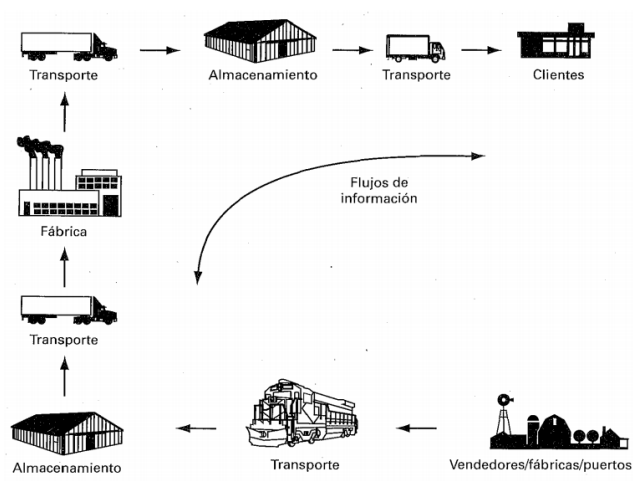 Transporte
Almacenamiento
Transporte
Clientes
Flujos de
información
Fábrica
Transporte
Almacenamiento
Transporte
Vendedores/fábricas/puertos